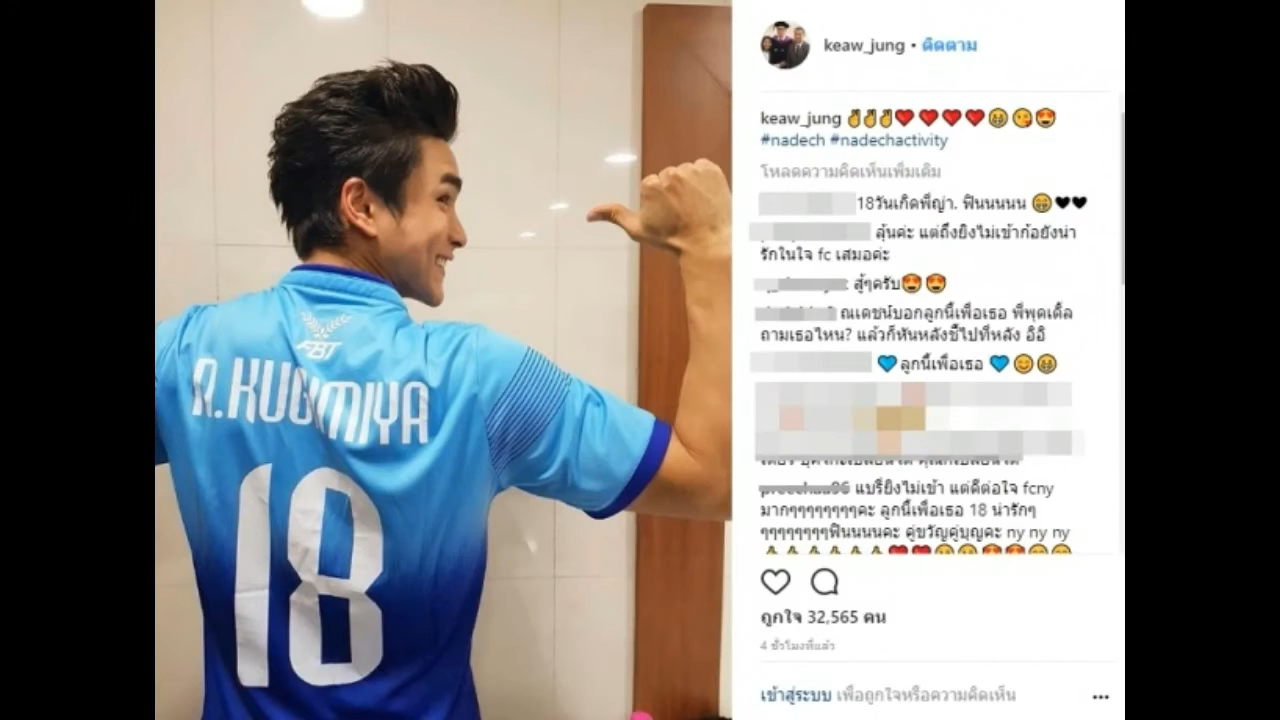 FBT
N.KUGIMIYA
18
keaw_jung • ติดตาม
keaw_jung
#nadech #nadechactivity
โหลดความคิดเห็นเพิ่มเติม
18วันเกิดพี่ญ่า. ฟินนนนน
ลุ้นค่ะ แต่ถึงยิงไม่เข้าก้อยังน่า
รักในใจ fc เสมอค่ะ
สู้ๆครับ
ณเดชน์บอกลูกนี้เพื่อเธอ พี่พุดเดิ้ล
ถามเธอไหน? แล้วก็หันหลังชี้ไปที่หลัง อิอิ
ลูกนี้เพื่อเธอ
แบรี่ยิงไม่เข้า แต่ดีต่อใจ fcny
มากๆๆๆๆๆๆๆๆๆคะ ลูกนี้เพื่อเธอ 18 น่ารักๆ
ๆๆๆๆๆๆๆๆฟินนนนคะ คู่ขวัญคู่บุญคะ ny ny ny
ถูกใจ 32,565 คน
4 ชั่วโมงที่แล้ว
เข้าสู่ระบบ เพื่อถูกใจหรือความคิดเห็น